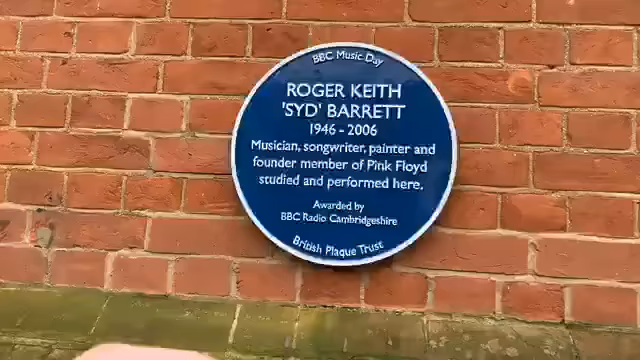 BBC Music Day
ROGER KEITH
'SYD' BARRETT
1946 - 2006
Musician, songwriter, painter and
founder member of Pink Floyd
studied and performed here.
Awarded by
BBC Radio Cambridgeshire
British Plaque Trust